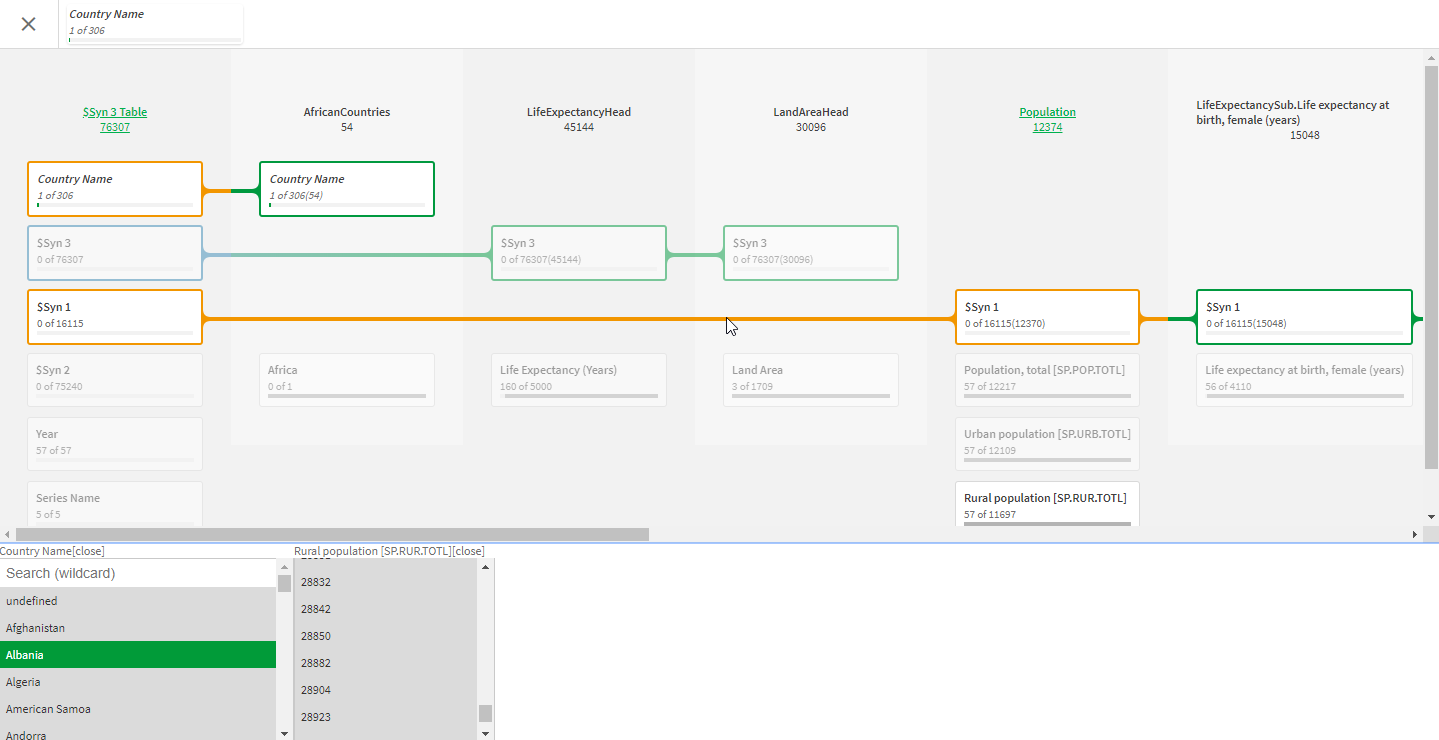 Country Name
1 of 306
$Syn 3 Table
76307
AfricanCountries
54
LifeExpectancyHead
45144
LandAreaHead
30096
Population
12374
LifeExpectancySub.Life expectancy at
birth, female (years)
15048
Country Name
1 of 306
Country Name
1 of 306(54)
$Syn 3
0 of 76307
$Syn 3
0 of 76307(45144)
$Syn 3
0 of 76307(30096)
$Syn 1
0 of 16115
$Syn 1
0 of 16115(12370)
$Syn 1
0 of 16115(15048)
$Syn 2
0 of 75240
Africa
0 of 1
Life Expectancy (Years)
160 of 5000
Land Area
3 of 1709
Population, total [SP.POP.TOTL]
57 of 12217
Life expectancy at birth, female (years)
56 of 4110
Year
57 of 57
Urban population [SP.URB.TOTL]
57 of 12109
Series Name
5 of 5
Rural population [SP.RUR.TOTL]
57 of 11697
Country Name[close]
Rural population [SP.RUR.TOTL][close]
Search (wildcard)
undefined
Afghanistan
Albania
Algeria
American Samoa
Andorra
28832
28842
28850
28882
28904
28923